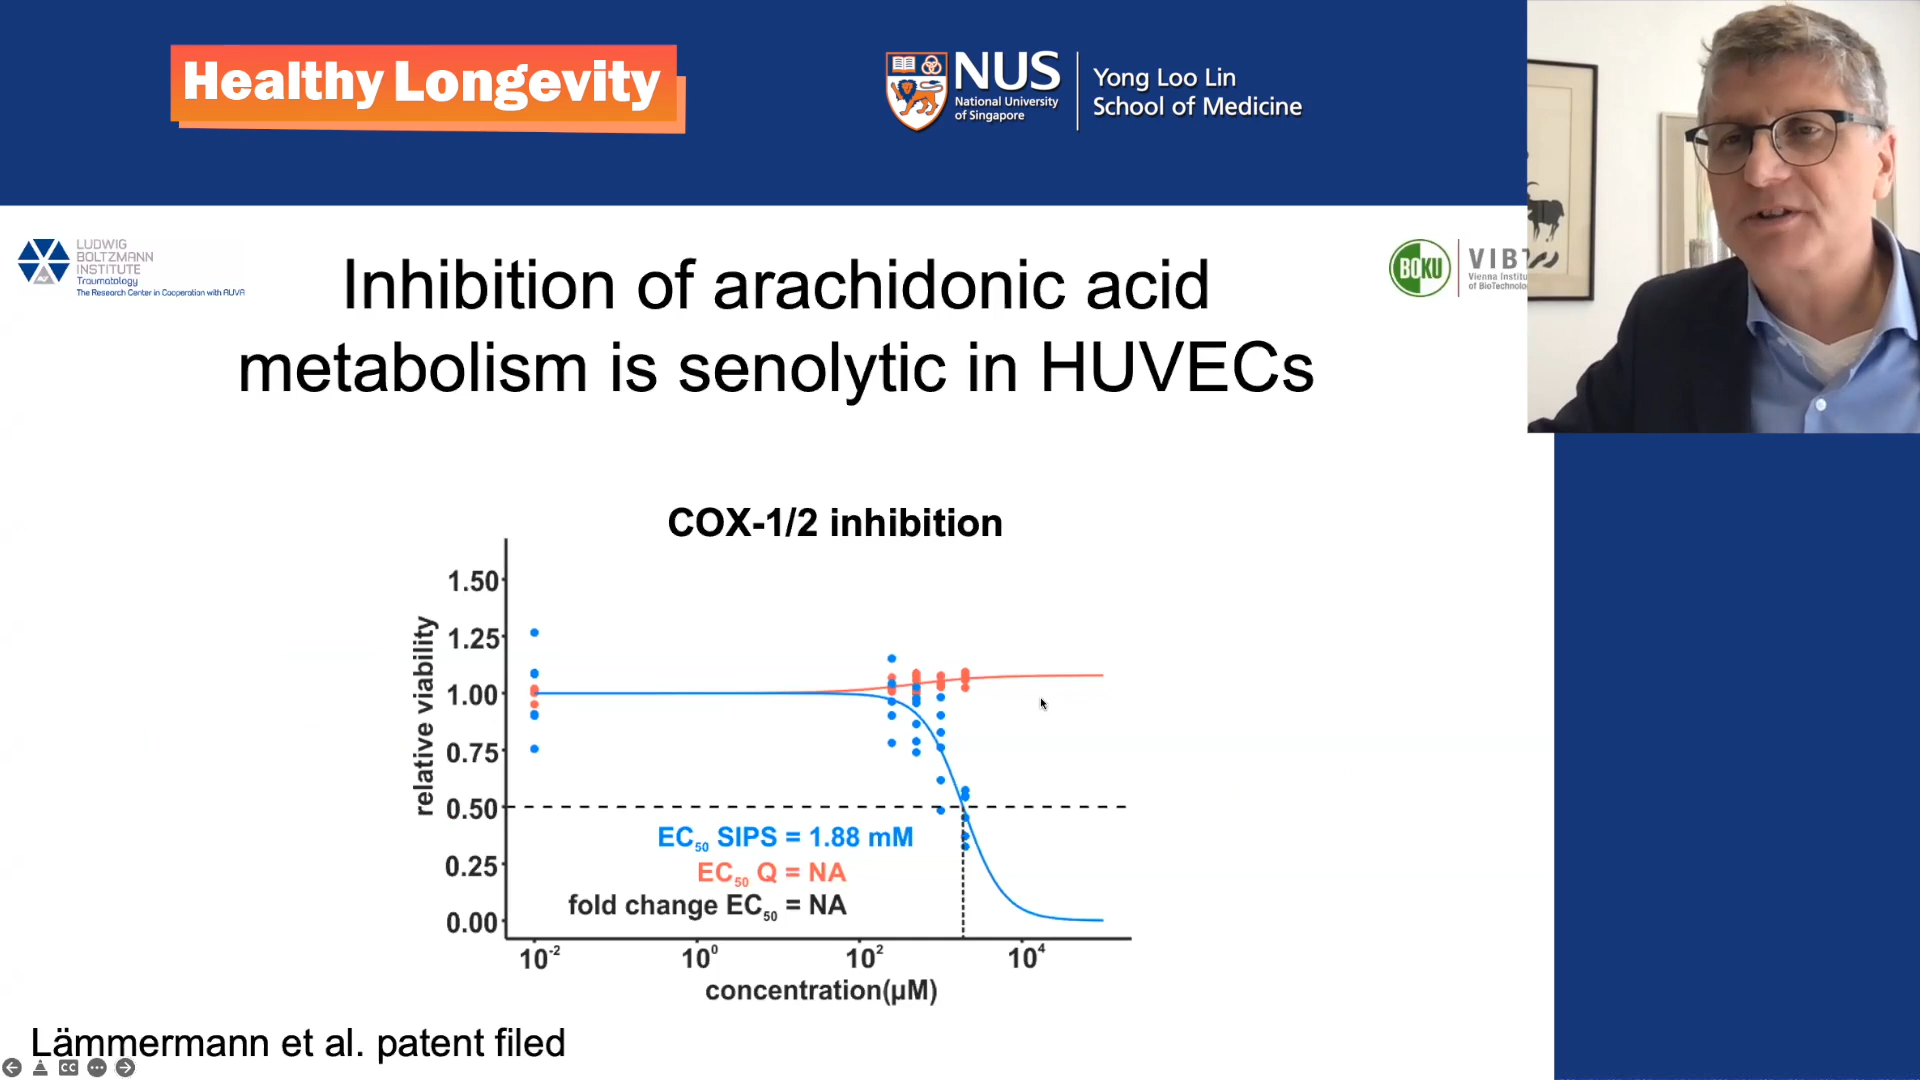 Healthy Longevity
NUS
National University
of Singapore
Yong Loo Lin
School of Medicine
LUDWIG
BOLTZMANN
INSTITUTE
Traumatology
The Research Center in Cooperation with AUVA
BOKU
Inhibition of arachidonic acid
metabolism is senolytic in HUVECs
COX-1/2 inhibition
relative viability
1.50
1.25
1.00
0.75
0.50
0.25
0.00
EC₅₀ SIPS = 1.88 mM
EC₅₀ Q = NA
fold change EC₅₀ = NA
10⁻² 10⁰ 10² 10⁴
concentration(µM)
Lämmermann et al. patent filed
CC